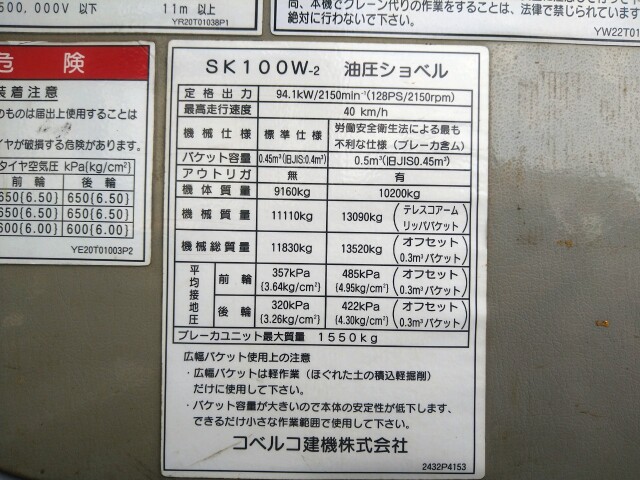 500,000V 以下
11m 以上
YR20T01038P1
同、本機でクレーン代りの作業をすることは、法律で禁じられています
絶対に行わないで下さい。
YW22T01
危険
装着注意
のものは届出上使用することは
イヤが破損する危険があります。
タイヤ空気圧 kPa{kg/cm²}
前輪 後輪
650{6.50} 650{6.50}
650{6.50} 650{6.50}
600{6.00} 600{6.00}
YE20T01003P2
SK100W-2 油圧ショベル
定格出力 94.1kW/2150min⁻¹(128PS/2150rpm)
最高走行速度 40 km/h
機械仕様 標準仕様 労働安全衛生法による最も不利な仕様(ブレーカ含ム)
バケット容量 0.45m³(旧JIS:0.4m³) 0.5m³(旧JIS0.45m³)
アウトリガ 無 有
機体質量 9160kg 10200kg
機械質量 11110kg 13090kg (テレスコアーム リッパバケット)
機械総質量 11830kg 13520kg (オフセット 0.3m³バケット)
平均接地圧 前輪 357kPa {3.64kg/cm²} 485kPa {4.95kg/cm²} (オフセット 0.3m³バケット)
後輪 320kPa {3.26kg/cm²} 422kPa {4.30kg/cm²} (オフセット 0.3m³バケット)
ブレーカユニット最大質量 1550kg
広幅バケット使用上の注意
・広幅バケットは軽作業(ほぐれた土の積込軽掘削)
だけに使用して下さい。
・バケット容量が大きいので本体の安定性が低下します、
できるだけ小さな作業範囲で使用して下さい。
コベルコ建機株式会社
2432P4153